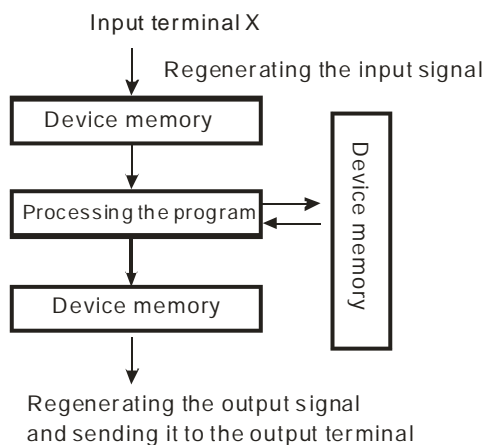 Input terminal X
Regenerating the input signal
Device memory
Processing the program
Device memory
Device memory
Regenerating the output signal
and sending it to the output terminal